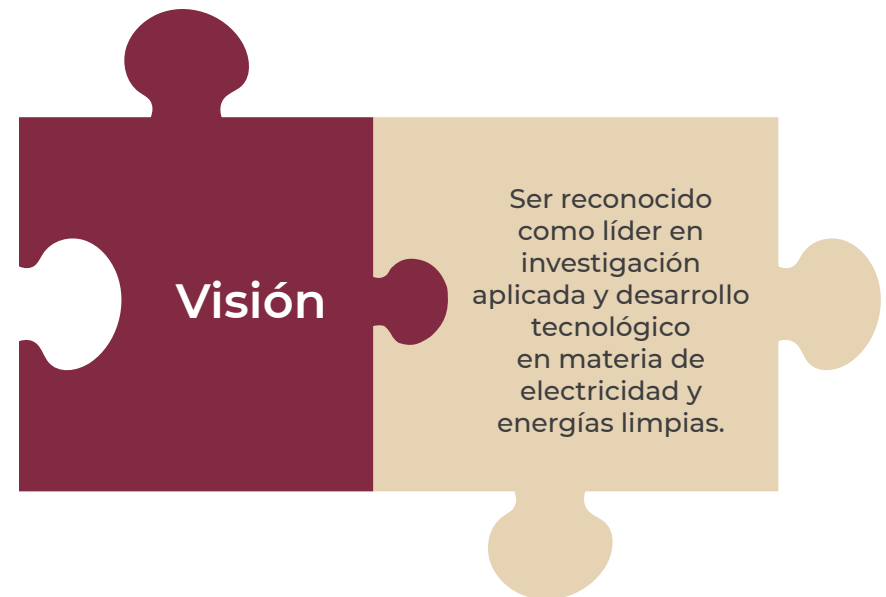 Visión
Ser reconocido
como líder en
investigación
aplicada y desarrollo
tecnológico
en materia de
electricidad y
energías limpias.